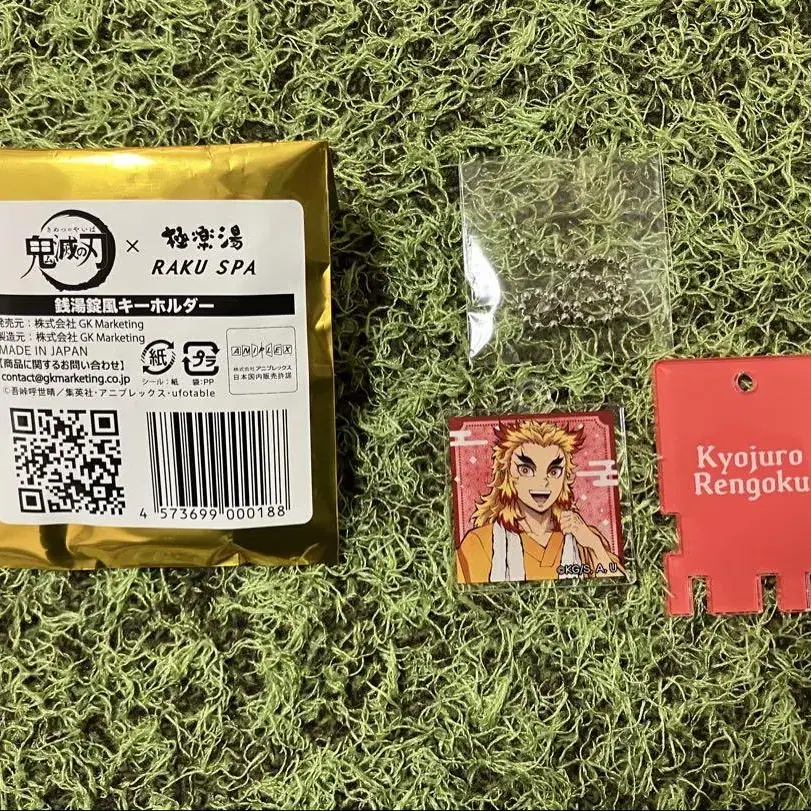 きめつのやいば
鬼滅の刃 × 極楽湯
RAKU SPA
銭湯錠風キーホルダー
発売元：株式会社 GK Marketing
製造元：株式会社 GK Marketing
MADE IN JAPAN
【商品に関するお問い合わせ】
contact@gkmarketing.co.jp
©吾峠呼世晴／集英社・アニプレックス・ufotable
紙
シール：紙
プラ
袋：PP
ANIPLEX
株式会社アニプレックス
日本国内販売許諾
4 573699 000188
©KG/S, A, U
Kyojuro
Rengoku